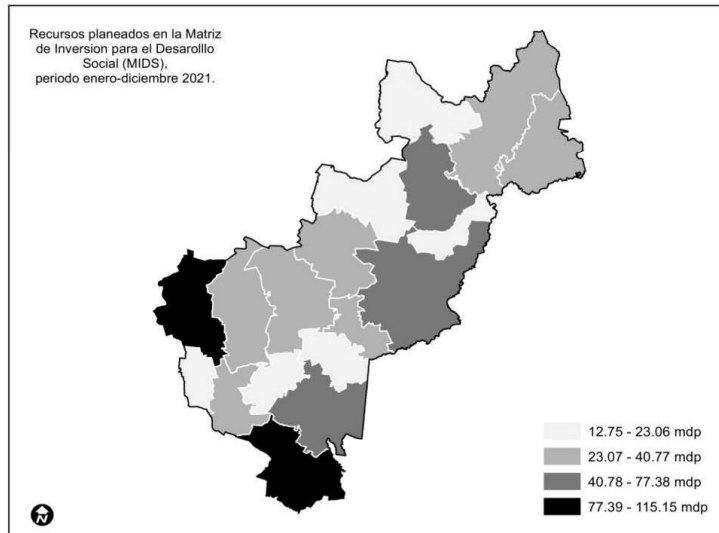 Recursos planeados en la Matriz
de Inversion para el Desarolllo
Social (MIDS),
periodo enero-diciembre 2021.
12.75 - 23.06 mdp
23.07 - 40.77 mdp
40.78 - 77.38 mdp
77.39 - 115.15 mdp
N